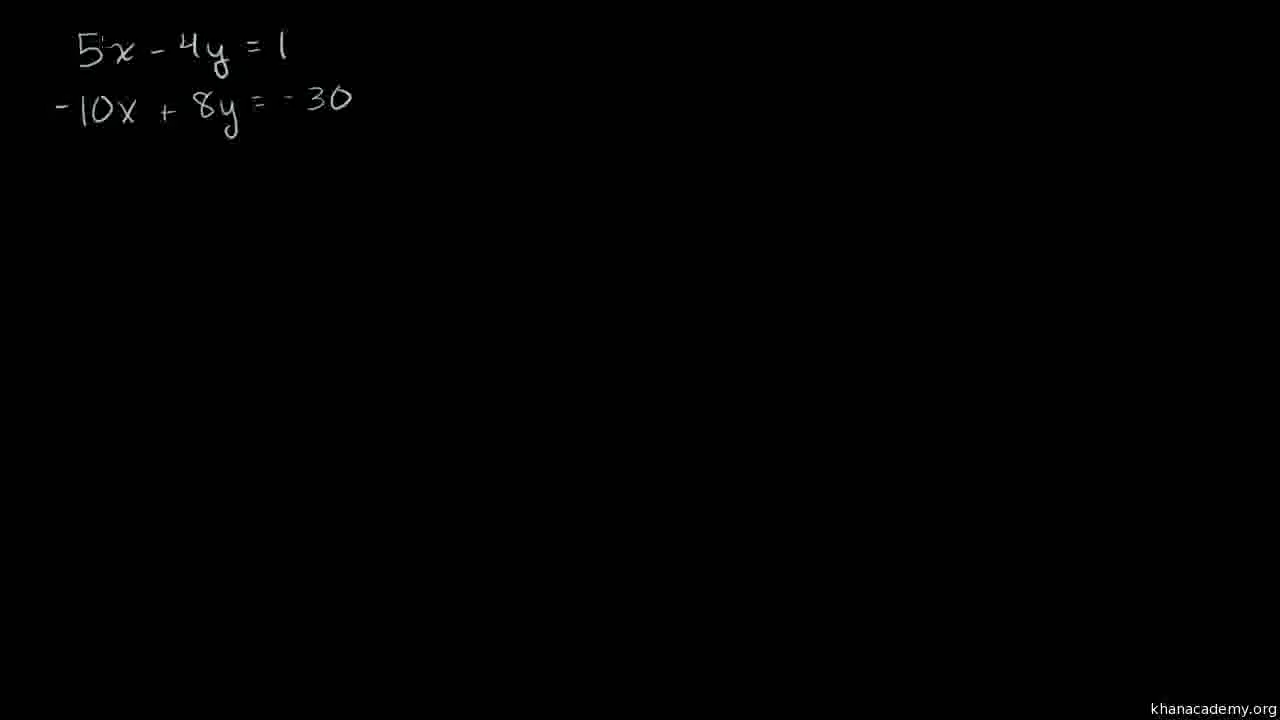 5x - 4y = 1
-10x + 8y = -30
khanacademy.org